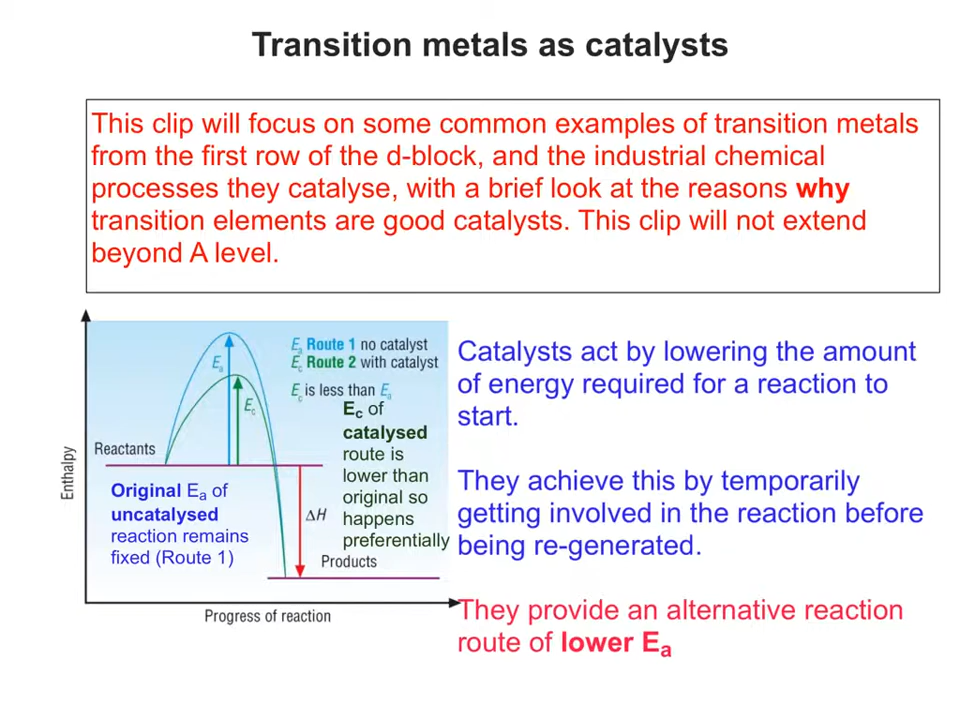 Transition metals as catalysts
This clip will focus on some common examples of transition metals
from the first row of the d-block, and the industrial chemical
processes they catalyse, with a brief look at the reasons why
transition elements are good catalysts. This clip will not extend
beyond A level.
Enthalpy
Reactants
Ea
Ec
Ea Route 1 no catalyst
Ec Route 2 with catalyst
Ec is less than Ea
Ec of
catalysed
route is
lower than
original so
happens
preferentially
Original Ea of
uncatalysed
reaction remains
fixed (Route 1)
ΔH
Products
Progress of reaction
Catalysts act by lowering the amount
of energy required for a reaction to
start.
They achieve this by temporarily
getting involved in the reaction before
being re-generated.
They provide an alternative reaction
route of lower Ea